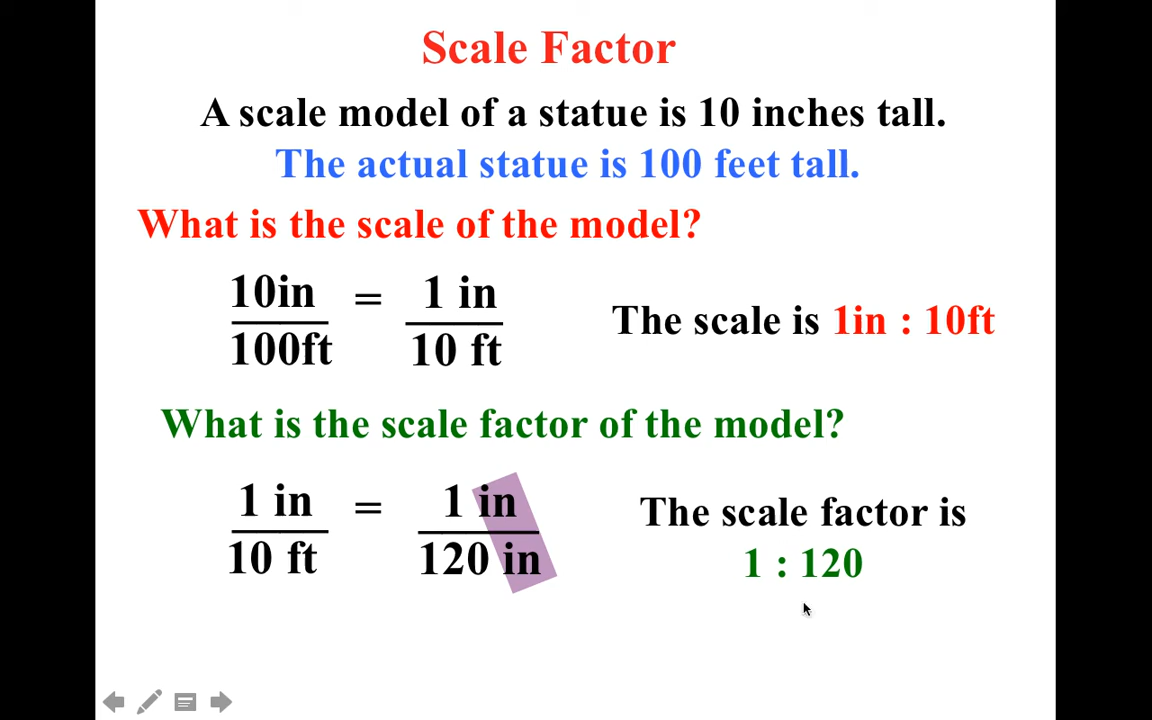 Scale Factor
A scale model of a statue is 10 inches tall.
The actual statue is 100 feet tall.
What is the scale of the model?
10in = 1 in
100ft 10 ft
The scale is 1in : 10ft
What is the scale factor of the model?
1 in = 1 in
10 ft 120 in
The scale factor is
1 : 120